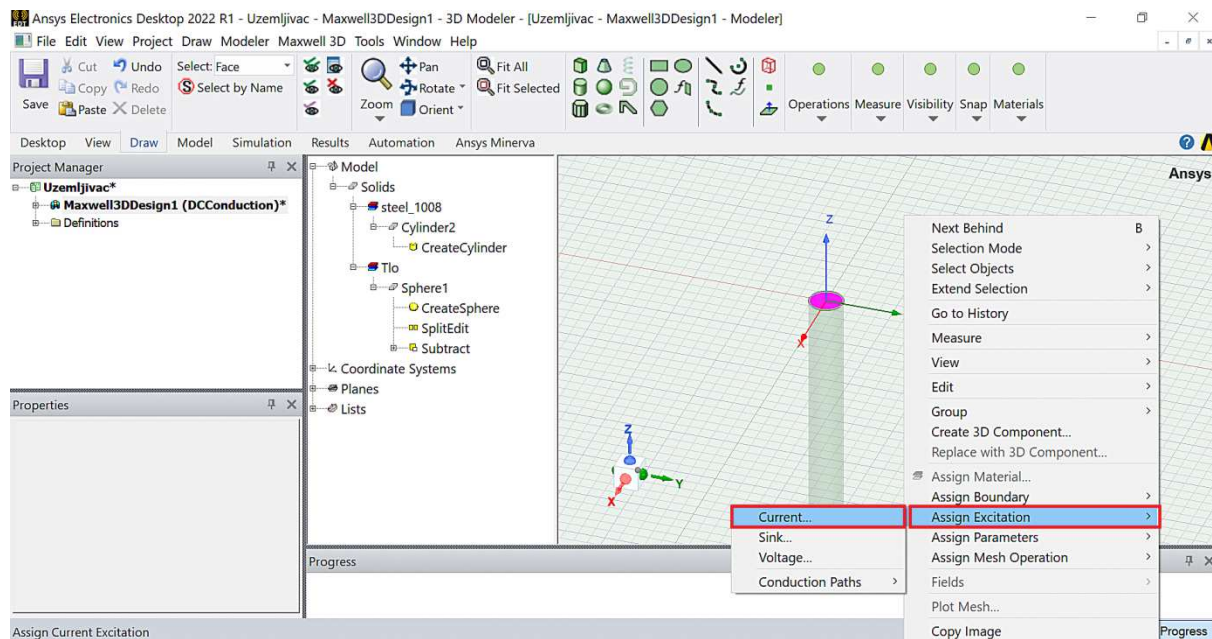 Ansys Electronics Desktop 2022 R1 - Uzemljivac - Maxwell3DDesign1 - 3D Modeler - [Uzemljivac - Maxwell3DDesign1 - Modeler]
File Edit View Project Draw Modeler Maxwell 3D Tools Window Help
Save
Cut
Copy
Paste
Undo
Redo
Delete
Select: Face
Select by Name
Zoom
Pan
Rotate
Orient
Fit All
Fit Selected
Operations Measure Visibility Snap Materials
Desktop View Draw Model Simulation Results Automation Ansys Minerva
Project Manager
Uzemljivac*
Maxwell3DDesign1 (DCConduction)*
Definitions
Properties
Model
Solids
steel_1008
Cylinder2
CreateCylinder
Tlo
Sphere1
CreateSphere
SplitEdit
Subtract
Coordinate Systems
Planes
Lists
Ansys
Z
X
Z
Y
X
Next Behind B
Selection Mode
Select Objects
Extend Selection
Go to History
Measure
View
Edit
Group
Create 3D Component...
Replace with 3D Component...
Assign Material...
Assign Boundary
Assign Excitation
Assign Parameters
Assign Mesh Operation
Fields
Plot Mesh...
Copy Image
Current...
Sink...
Voltage...
Conduction Paths
Progress
Assign Current Excitation
Progress